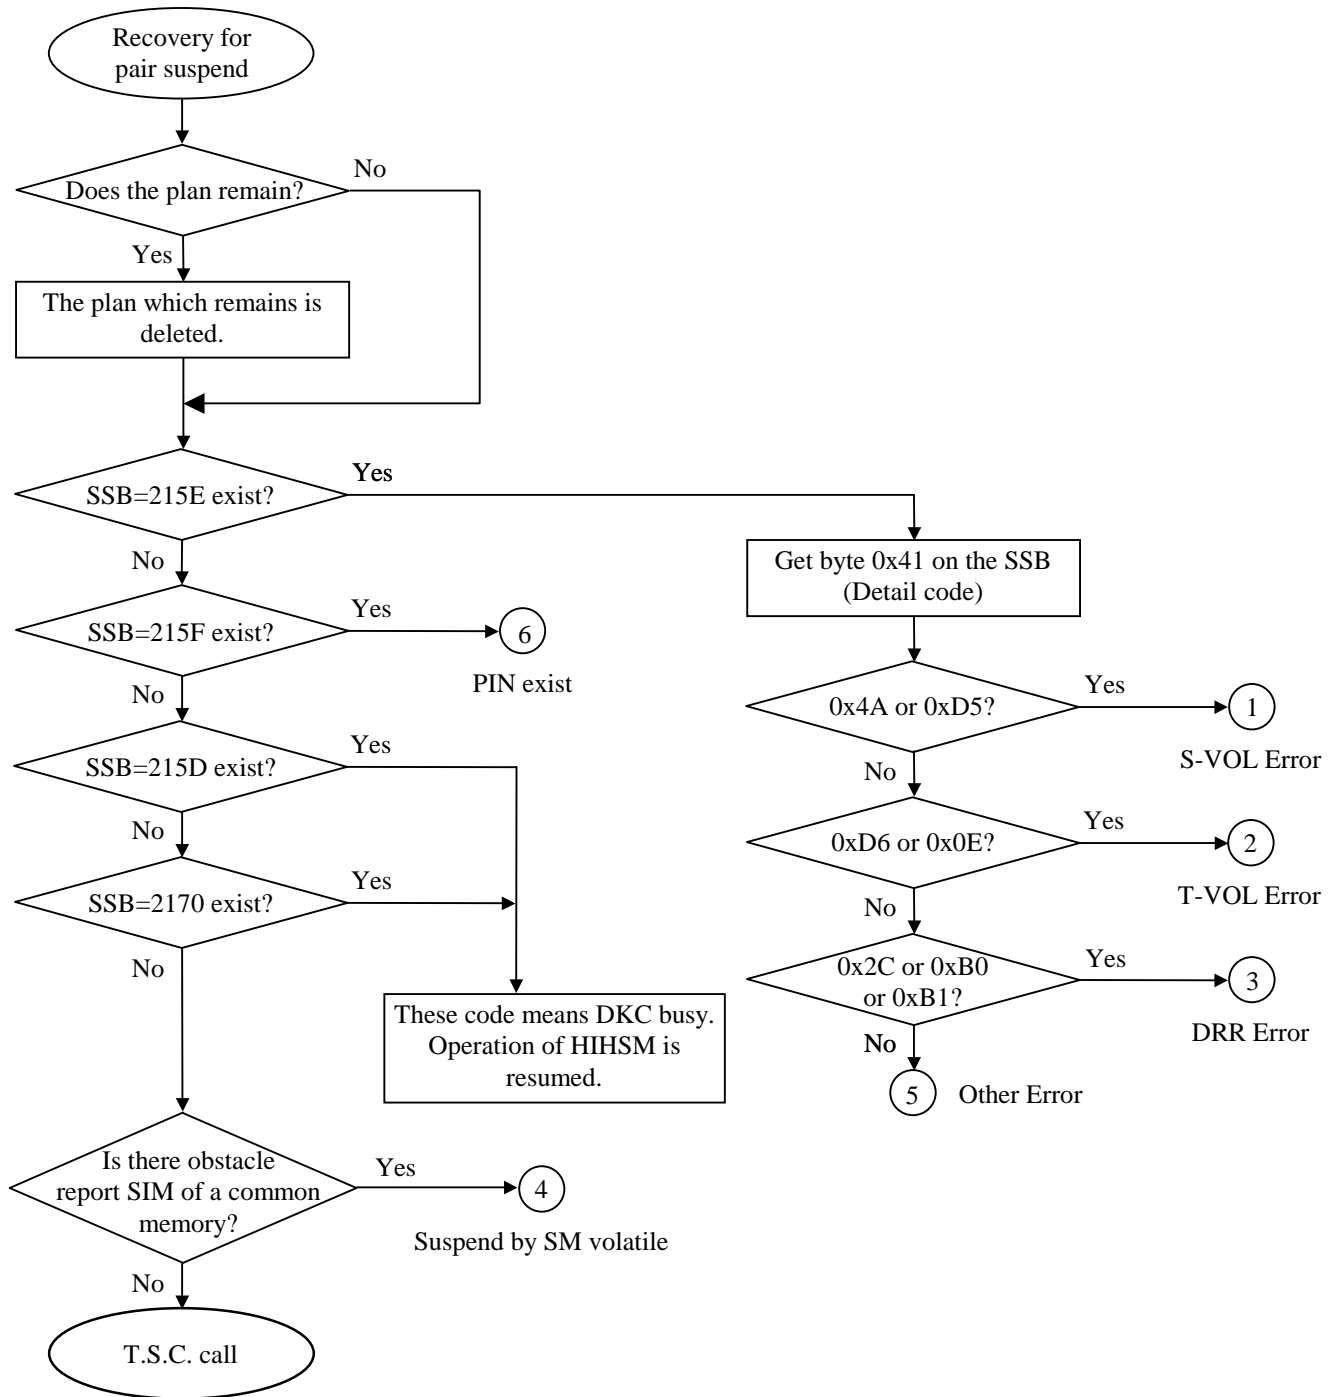 Recovery for
pair suspend
Does the plan remain?
No
Yes
The plan which remains is
deleted.
SSB=215E exist?
Yes
No
SSB=215F exist?
Yes
6
PIN exist
No
SSB=215D exist?
Yes
No
SSB=2170 exist?
Yes
No
These code means DKC busy.
Operation of HIHSM is
resumed.
Is there obstacle
report SIM of a common
memory?
Yes
4
Suspend by SM volatile
No
T.S.C. call
Get byte 0x41 on the SSB
(Detail code)
0x4A or 0xD5?
Yes
1
S-VOL Error
No
0xD6 or 0x0E?
Yes
2
T-VOL Error
No
0x2C or 0xB0
or 0xB1?
Yes
3
DRR Error
No
5
Other Error